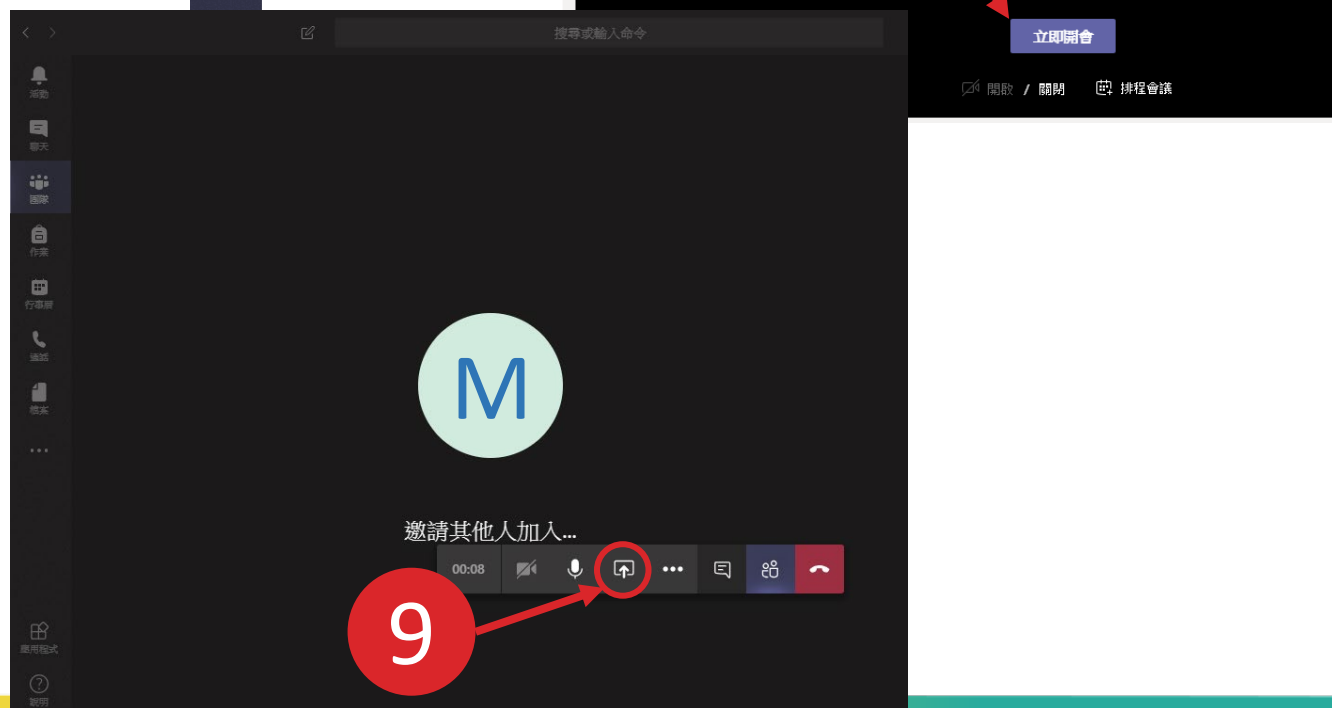 搜尋或輸入命令
立即開會
開啟 / 關閉
排程會議
活動
聊天
團隊
作業
行事曆
通話
檔案
M
邀請其他人加入...
00:08
9
應用程式
說明